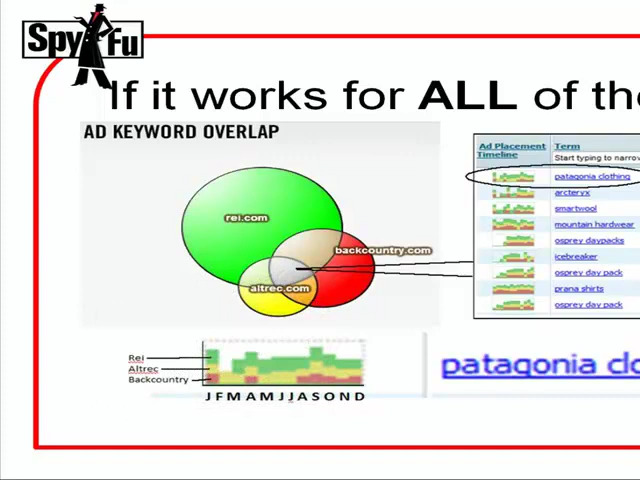 Spy Fu
If it works for ALL of the
AD KEYWORD OVERLAP
rei.com
backcountry.com
altrec.com
Ad Placement Timeline
Term
Start typing to narrow
patagonia clothing
arcteryx
smartwool
mountain hardwear
osprey daypacks
icebreaker
osprey day pack
prana shirts
osprey day pack
Rei
Altrec
Backcountry
J F M A M J J A S O N D
patagonia clo